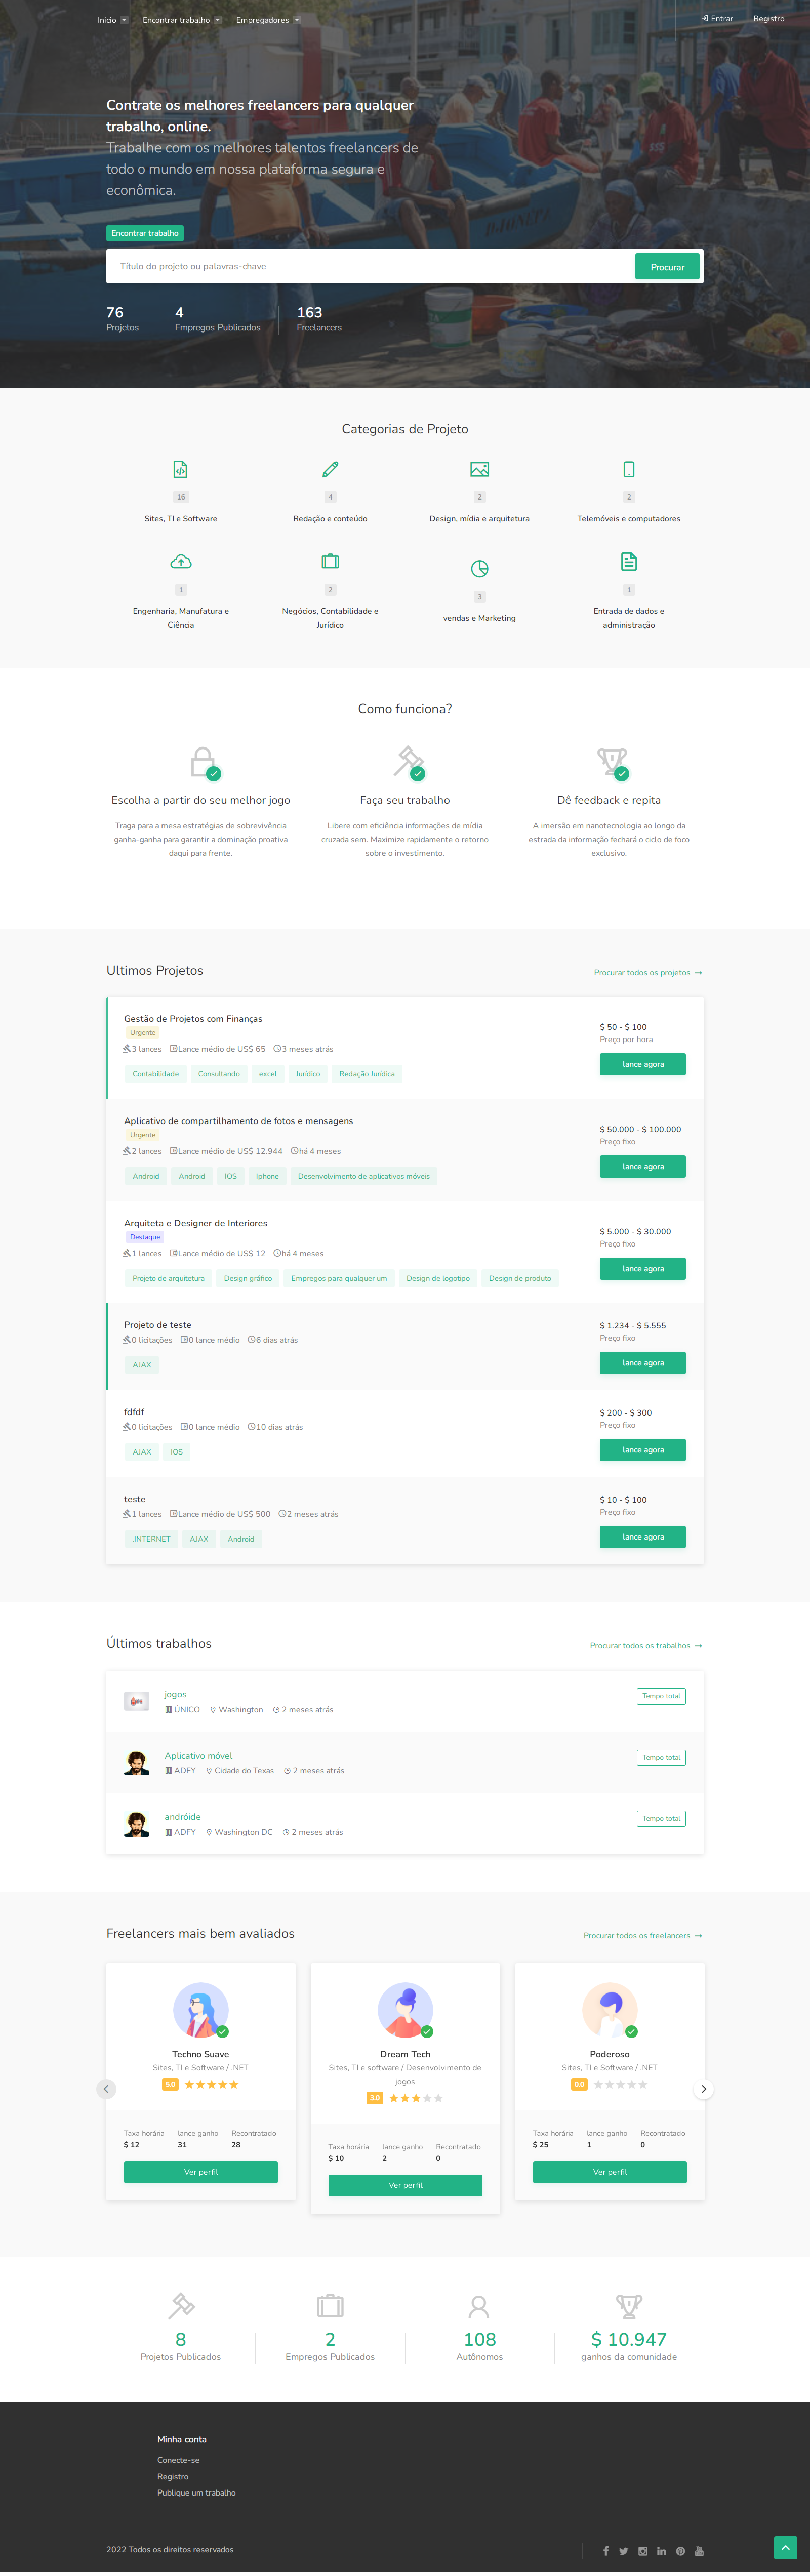 Inicio
Encontrar trabalho
Empregadores
Entrar
Registro
Contrate os melhores freelancers para qualquer
trabalho, online.
Trabalhe com os melhores talentos freelancers de
todo o mundo em nossa plataforma segura e
econômica.
Encontrar trabalho
Título do projeto ou palavras-chave
Procurar
76
Projetos
4
Empregos Publicados
163
Freelancers
Categorias de Projeto
16
Sites, TI e Software
4
Redação e conteúdo
2
Design, mídia e arquitetura
2
Telemóveis e computadores
1
Engenharia, Manufatura e
Ciência
2
Negócios, Contabilidade e
Jurídico
3
vendas e Marketing
1
Entrada de dados e
administração
Como funciona?
Escolha a partir do seu melhor jogo
Traga para a mesa estratégias de sobrevivência
ganha-ganha para garantir a dominação proativa
daqui para frente.
Faça seu trabalho
Libere com eficiência informações de mídia
cruzada sem. Maximize rapidamente o retorno
sobre o investimento.
Dê feedback e repita
A imersão em nanotecnologia ao longo da
estrada da informação fechará o ciclo de foco
exclusivo.
Ultimos Projetos
Procurar todos os projetos
Gestão de Projetos com Finanças
Urgente
3 lances Lance médio de US$ 65 3 meses atrás
Contabilidade Consultando excel Jurídico Redação Jurídica
$ 50 - $ 100
Preço por hora
lance agora
Aplicativo de compartilhamento de fotos e mensagens
Urgente
2 lances Lance médio de US$ 12.944 há 4 meses
Android Android IOS Iphone Desenvolvimento de aplicativos móveis
$ 50.000 - $ 100.000
Preço fixo
lance agora
Arquiteta e Designer de Interiores
Destaque
1 lances Lance médio de US$ 12 há 4 meses
Projeto de arquitetura Design gráfico Empregos para qualquer um Design de logotipo Design de produto
$ 5.000 - $ 30.000
Preço fixo
lance agora
Projeto de teste
0 licitações 0 lance médio 6 dias atrás
AJAX
$ 1.234 - $ 5.555
Preço fixo
lance agora
fdfdf
0 licitações 0 lance médio 10 dias atrás
AJAX IOS
$ 200 - $ 300
Preço fixo
lance agora
teste
1 lances Lance médio de US$ 500 2 meses atrás
.INTERNET AJAX Android
$ 10 - $ 100
Preço fixo
lance agora
Últimos trabalhos
Procurar todos os trabalhos
jogos
ÚNICO Washington 2 meses atrás
Tempo total
Aplicativo móvel
ADFY Cidade do Texas 2 meses atrás
Tempo total
andróide
ADFY Washington DC 2 meses atrás
Tempo total
Freelancers mais bem avaliados
Procurar todos os freelancers
Techno Suave
Sites, TI e Software / .NET
5.0
Taxa horária lance ganho Recontratado
$ 12 31 28
Ver perfil
Dream Tech
Sites, TI e software / Desenvolvimento de
jogos
3.0
Taxa horária lance ganho Recontratado
$ 10 2 0
Ver perfil
Poderoso
Sites, TI e Software / .NET
0.0
Taxa horária lance ganho Recontratado
$ 25 1 0
Ver perfil
8
Projetos Publicados
2
Empregos Publicados
108
Autônomos
$ 10.947
ganhos da comunidade
Minha conta
Conecte-se
Registro
Publique um trabalho
2022 Todos os direitos reservados